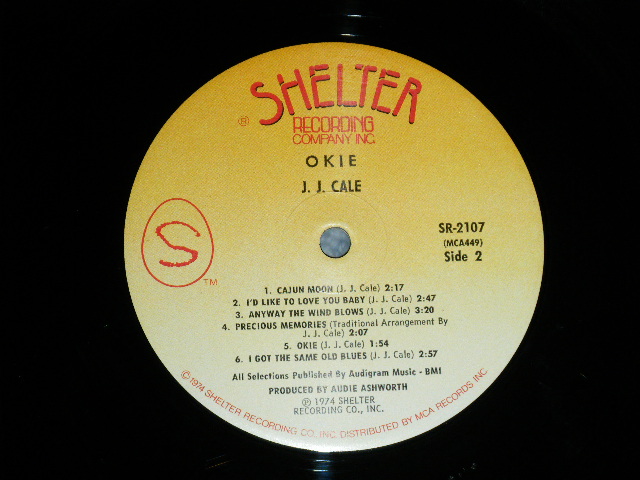 SHELTER
®
RECORDING
COMPANY INC.
OKIE
J. J. CALE
SR-2107
(MCA449)
Side 2
S
TM
1. CAJUN MOON (J. J. Cale) 2:17
2. I'D LIKE TO LOVE YOU BABY (J. J. Cale) 2:47
3. ANYWAY THE WIND BLOWS (J. J. Cale) 3:20
4. PRECIOUS MEMORIES (Traditional Arrangement By
J. J. Cale) 2:07
5. OKIE (J. J. Cale) 1:54
6. I GOT THE SAME OLD BLUES (J. J. Cale) 2:57
All Selections Published By Audigram Music - BMI
PRODUCED BY AUDIE ASHWORTH
℗ 1974 SHELTER
RECORDING CO., INC.
©1974 SHELTER RECORDING CO., INC. DISTRIBUTED BY MCA RECORDS INC.